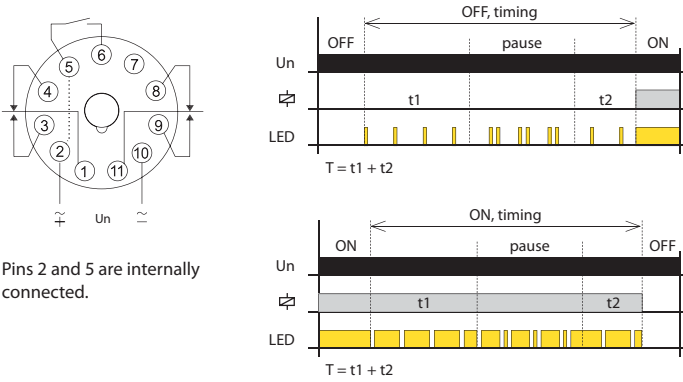 5
6
7
4
8
3
9
2
10
1
11
~
+
Un
~
–
Pins 2 and 5 are internally
connected.
OFF, timing
OFF
pause
ON
Un
t1
t2
LED
T = t1 + t2
ON, timing
ON
pause
OFF
Un
t1
t2
LED
T = t1 + t2